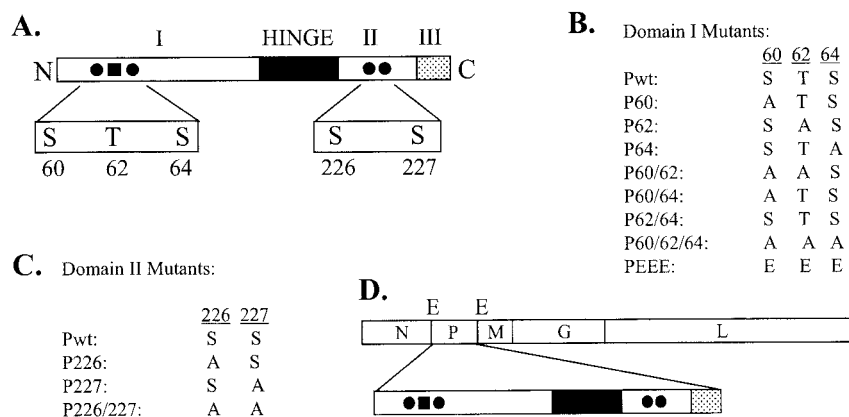 A.
I HINGE II III
N C
S T S
60 62 64
S S
226 227
B. Domain I Mutants:
60 62 64
Pwt: S T S
P60: A T S
P62: S A S
P64: S T A
P60/62: A A S
P60/64: A T S
P62/64: S T S
P60/62/64: A A A
PEEE: E E E
C. Domain II Mutants:
226 227
Pwt: S S
P226: A S
P227: S A
P226/227: A A
D.
E E
N P M G L